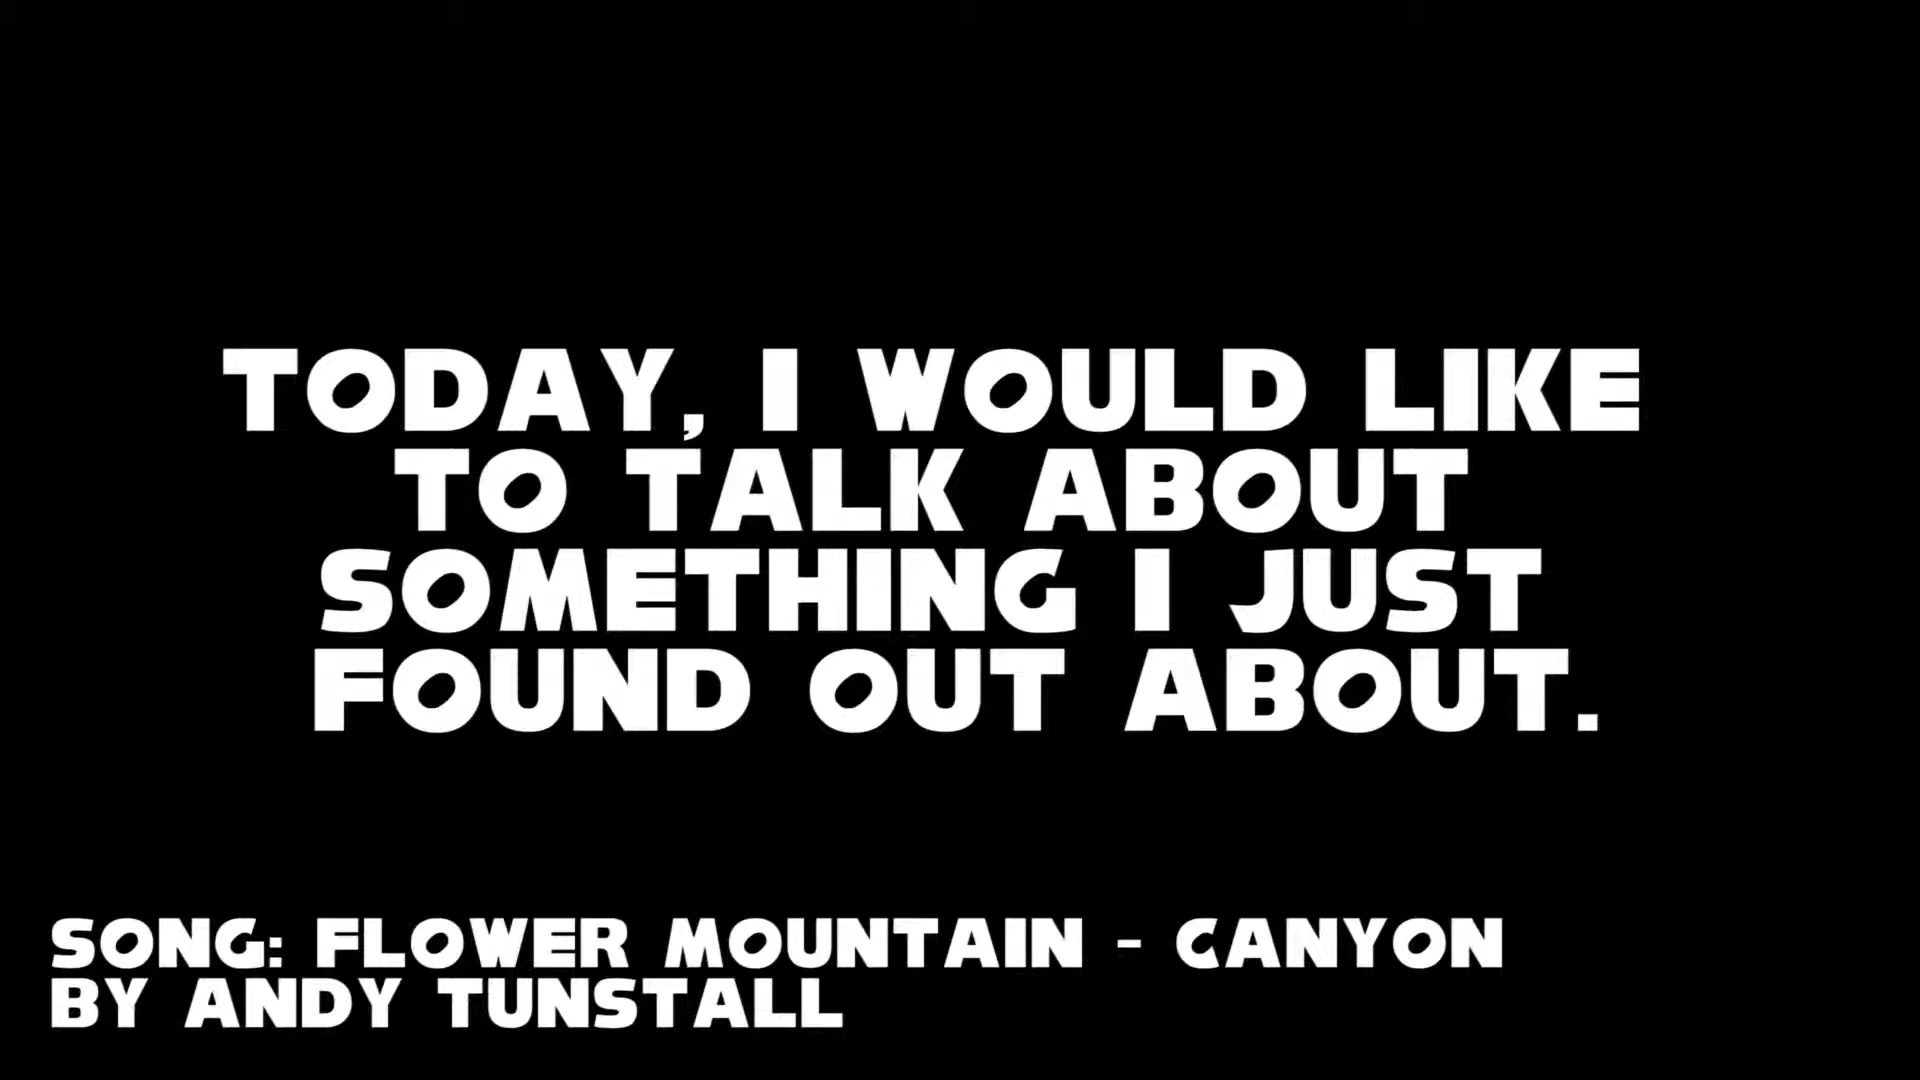 TODAY, I WOULD LIKE
TO TALK ABOUT
SOMETHING I JUST
FOUND OUT ABOUT.
SONG: FLOWER MOUNTAIN - CANYON
BY ANDY TUNSTALL